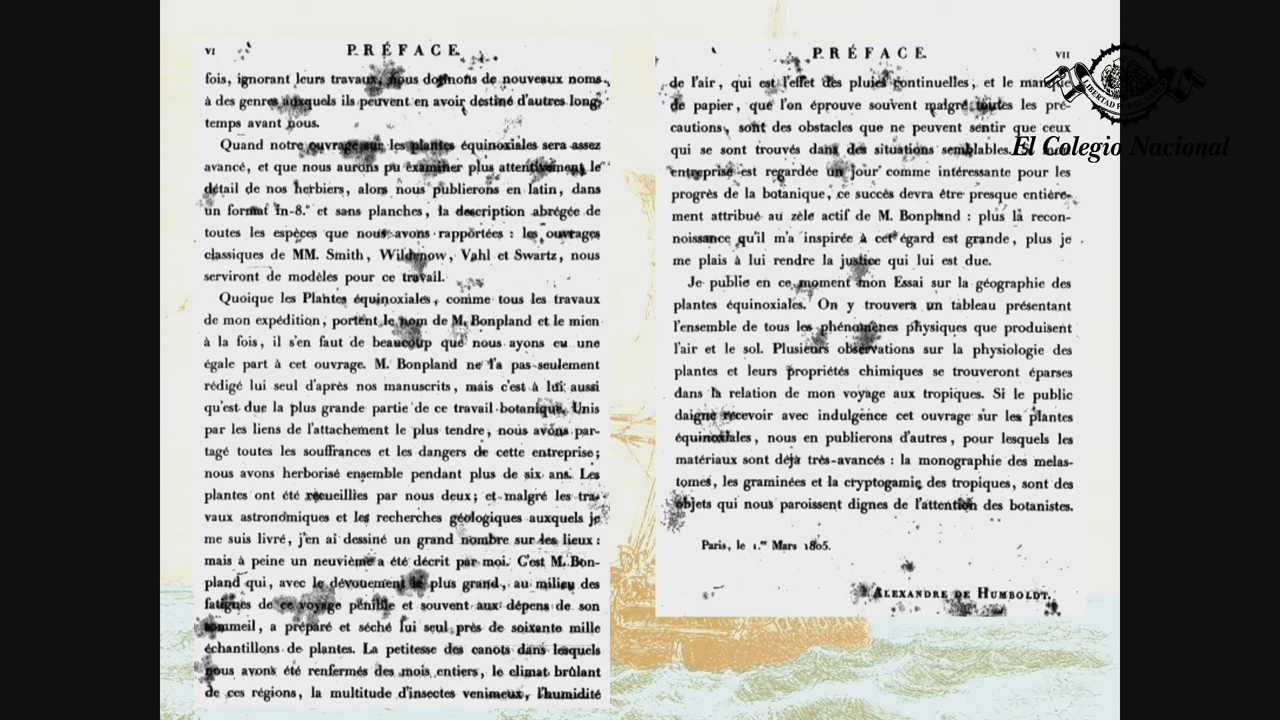 VI
PRÉFACE.
fois, ignorant leurs travaux, nous donnons de nouveaux noms
à des genres auxquels ils peuvent en avoir destiné d'autres long-
temps avant nous.
Quand notre ouvrage sur les plantes équinoxiales sera assez
avancé, et que nous aurons pu examiner plus attentivement le
détail de nos herbiers, alors nous publierons en latin, dans
un format in-8.° et sans planches, la description abrégée de
toutes les espèces que nous avons rapportées : les ouvrages
classiques de MM. Smith, Wildenow, Vahl et Swartz, nous
serviront de modèles pour ce travail.
Quoique les Plantes équinoxiales, comme tous les travaux
de mon expédition, portent le nom de M. Bonpland et le mien
à la fois, il s'en faut de beaucoup que nous ayons eu une
égale part à cet ouvrage. M. Bonpland ne l'a pas seulement
rédigé lui seul d'après nos manuscrits, mais c'est à lui aussi
qu'est due la plus grande partie de ce travail botanique. Unis
par les liens de l'attachement le plus tendre, nous avons par-
tagé toutes les souffrances et les dangers de cette entreprise;
nous avons herborisé ensemble pendant plus de six ans. Les
plantes ont été recueillies par nous deux; et malgré les tra-
vaux astronomiques et les recherches géologiques auxquels je
me suis livré, j'en ai dessiné un grand nombre sur les lieux :
mais à peine un neuvième a été décrit par moi. C'est M. Bon-
pland qui, avec le dévouement le plus grand, au milieu des
fatigues de ce voyage pénible et souvent aux dépens de son
sommeil, a préparé et séché lui seul près de soixante mille
échantillons de plantes. La petitesse des canots dans lesquels
nous avons été renfermés des mois entiers, le climat brûlant
de ces régions, la multitude d'insectes venimeux, l'humidité
PRÉFACE.
VII
de l'air, qui est l'effet des pluies continuelles, et le manque
de papier, que l'on éprouve souvent malgré toutes les pré-
cautions, sont des obstacles que ne peuvent sentir que ceux
qui se sont trouvés dans des situations semblables. Si mon
entreprise est regardée un jour comme intéressante pour les
progrès de la botanique, ce succès devra être presque entière-
ment attribué au zèle actif de M. Bonpland : plus la recon-
noissance qu'il m'a inspirée à cet égard est grande, plus je
me plais à lui rendre la justice qui lui est due.
Je publie en ce moment mon Essai sur la géographie des
plantes équinoxiales. On y trouvera un tableau présentant
l'ensemble de tous les phénomènes physiques que produisent
l'air et le sol. Plusieurs observations sur la physiologie des
plantes et leurs propriétés chimiques se trouveront éparses
dans la relation de mon voyage aux tropiques. Si le public
daigne recevoir avec indulgence cet ouvrage sur les plantes
équinoxiales, nous en publierons d'autres, pour lesquels les
matériaux sont déjà très-avancés : la monographie des melas-
tomes, les graminées et la cryptogamie des tropiques, sont des
objets qui nous paroissent dignes de l'attention des botanistes.
Paris, le 1.er Mars 1805.
ALEXANDRE DE HUMBOLDT.
LIBERTAD POR EL SABER
El Colegio Nacional